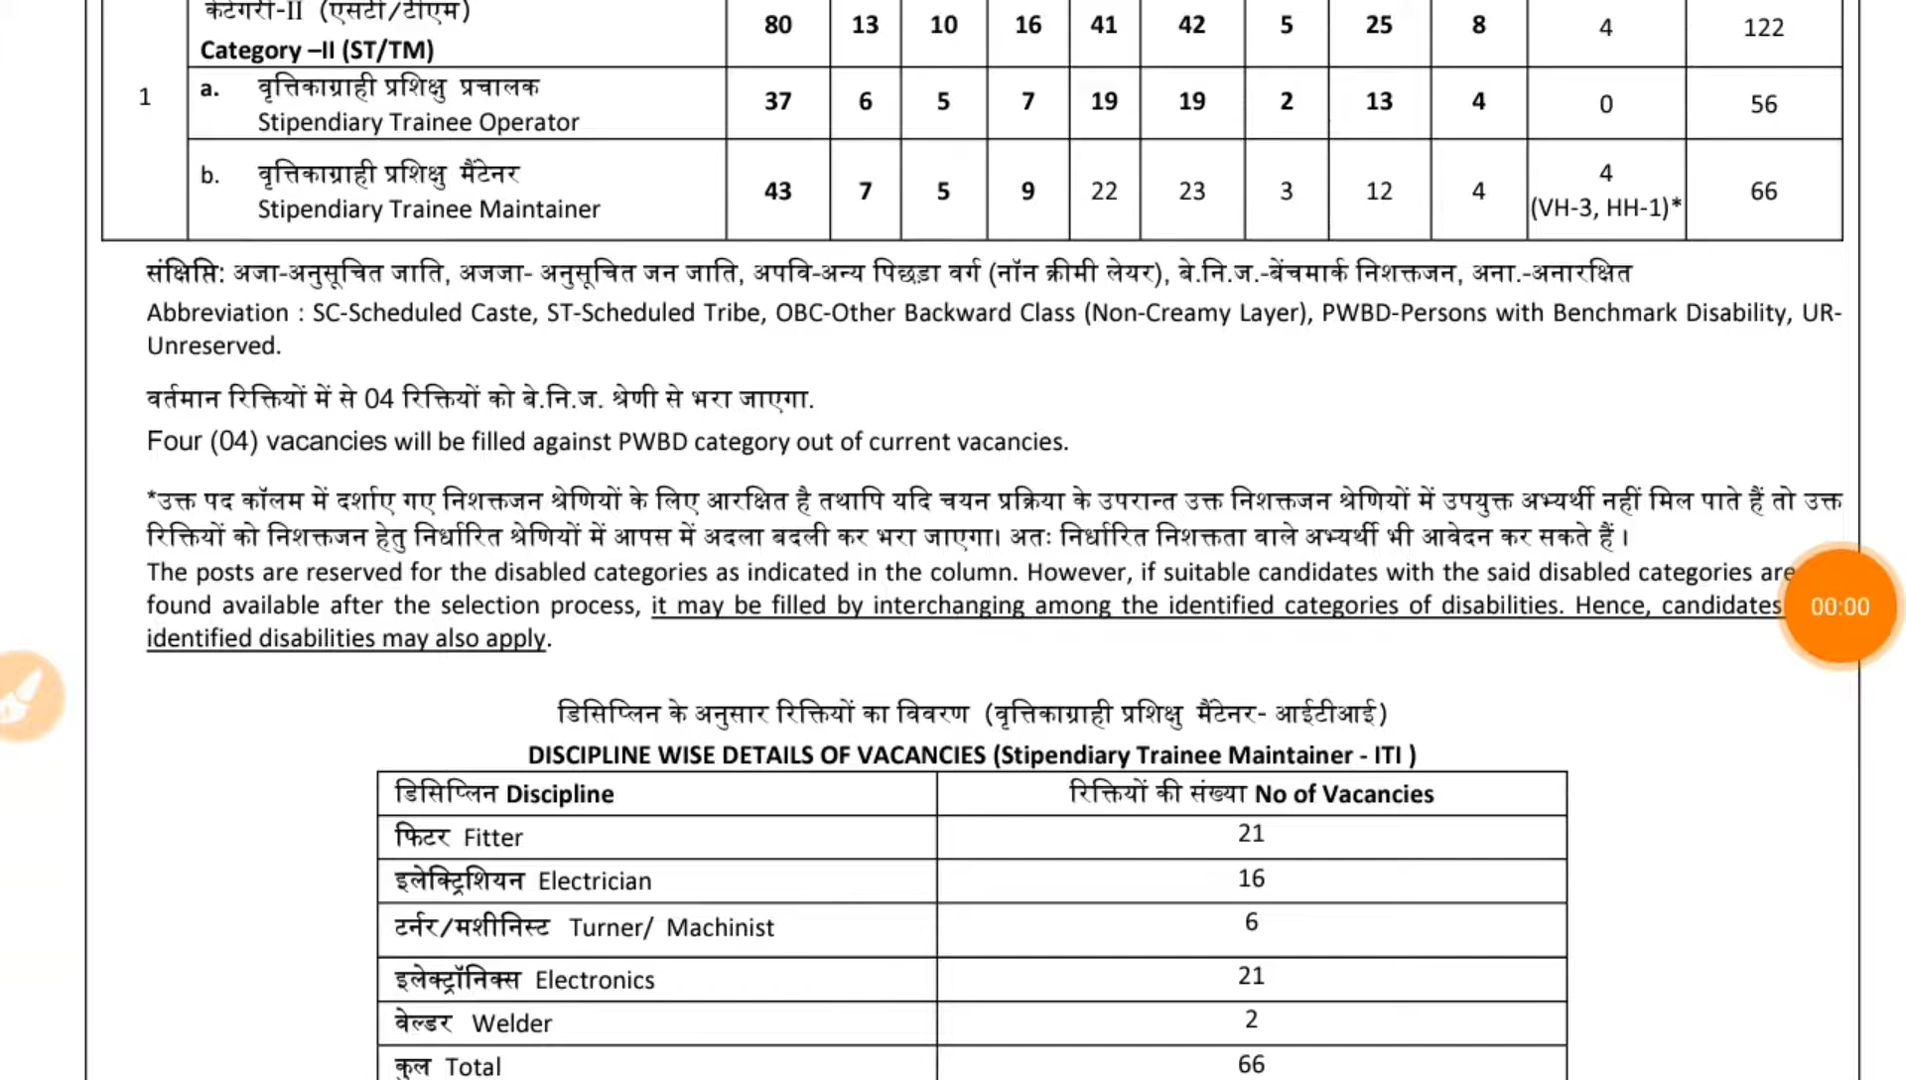 केटेगरी-II (एसटी/टीएम)
Category –II (ST/TM) 80 13 10 16 41 42 5 25 8 4 122
1
a. वृत्तिकाग्राही प्रशिक्षु प्रचालक
Stipendiary Trainee Operator 37 6 5 7 19 19 2 13 4 0 56
b. वृत्तिकाग्राही प्रशिक्षु मैंटेनर
Stipendiary Trainee Maintainer 43 7 5 9 22 23 3 12 4 4 (VH-3, HH-1)* 66
संक्षिप्ति: अजा-अनुसूचित जाति, अजजा- अनुसूचित जन जाति, अपवि-अन्य पिछड़ा वर्ग (नॉन क्रीमी लेयर), बे.नि.ज.-बेंचमार्क निशक्तजन, अना.-अनारक्षित
Abbreviation : SC-Scheduled Caste, ST-Scheduled Tribe, OBC-Other Backward Class (Non-Creamy Layer), PWBD-Persons with Benchmark Disability, UR-
Unreserved.
वर्तमान रिक्तियों में से 04 रिक्तियों को बे.नि.ज. श्रेणी से भरा जाएगा.
Four (04) vacancies will be filled against PWBD category out of current vacancies.
*उक्त पद कॉलम में दर्शाए गए निशक्तजन श्रेणियों के लिए आरक्षित है तथापि यदि चयन प्रक्रिया के उपरान्त उक्त निशक्तजन श्रेणियों में उपयुक्त अभ्यर्थी नहीं मिल पाते हैं तो उक्त
रिक्तियों को निशक्तजन हेतु निर्धारित श्रेणियों में आपस में अदला बदली कर भरा जाएगा। अतः निर्धारित निशक्तता वाले अभ्यर्थी भी आवेदन कर सकते हैं ।
The posts are reserved for the disabled categories as indicated in the column. However, if suitable candidates with the said disabled categories are
found available after the selection process, it may be filled by interchanging among the identified categories of disabilities. Hence, candidates
00:00
identified disabilities may also apply.
डिसिप्लिन के अनुसार रिक्तियों का विवरण (वृत्तिकाग्राही प्रशिक्षु मैंटेनर- आईटीआई)
DISCIPLINE WISE DETAILS OF VACANCIES (Stipendiary Trainee Maintainer - ITI )
डिसिप्लिन Discipline रिक्तियों की संख्या No of Vacancies
फिटर Fitter 21
इलेक्ट्रिशियन Electrician 16
टर्नर/मशीनिस्ट Turner/ Machinist 6
इलेक्ट्रॉनिक्स Electronics 21
वेल्डर Welder 2
कुल Total 66